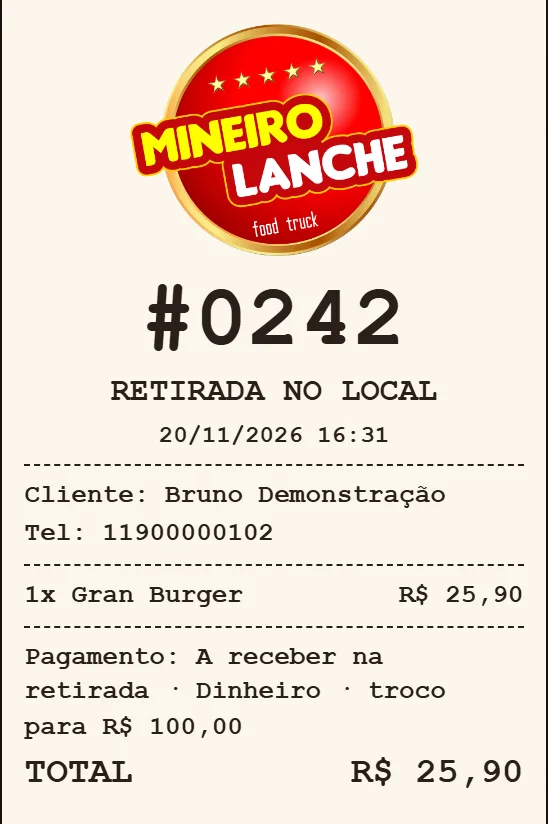 MINEIRO
LANCHE
food truck
#0242
RETIRADA NO LOCAL
20/11/2026 16:31
Cliente: Bruno Demonstração
Tel: 11900000102
1x Gran Burger R$ 25,90
Pagamento: A receber na
retirada · Dinheiro · troco
para R$ 100,00
TOTAL R$ 25,90